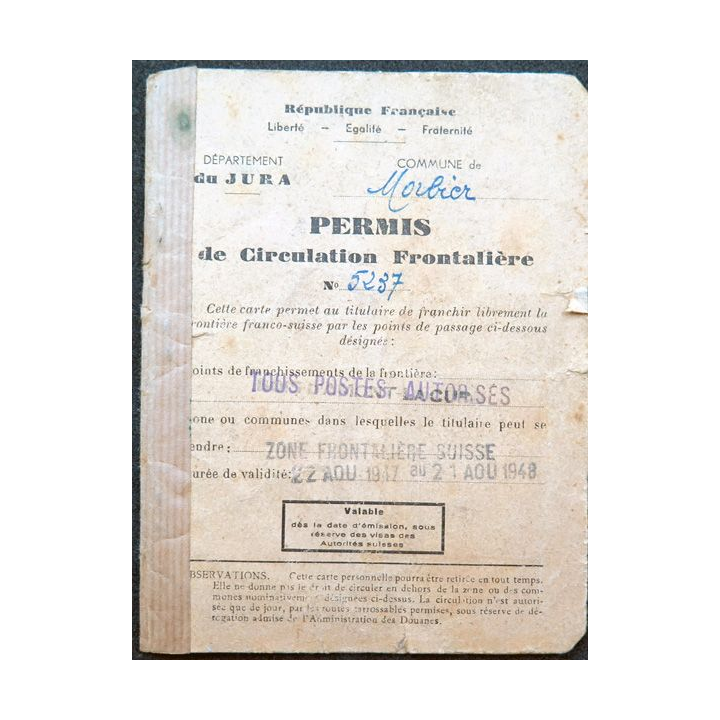 République Française
Liberté — Egalité — Fraternité
DÉPARTEMENT
du JURA
COMMUNE de
Morbier
PERMIS
de Circulation Frontalière
N° 5237
Cette carte permet au titulaire de franchir librement la
rontière franco-suisse par les points de passage ci-dessous
désignés :
oints de franchissements de la frontière :
TOUS POSTES AUTORISÉS
one ou communes dans lesquelles le titulaire peut se
endre :
ZONE FRONTALIÈRE SUISSE
urée de validité :
22 AOU 1947 au 21 AOU 1948
Valable
dès la date d'émission, sous
réserve des visas des
Autorités suisses
BSERVATIONS. Cette carte personnelle pourra être retirée en tout temps.
Elle ne donne pas le droit de circuler en dehors de la zone ou des com-
munes nominativement désignées ci-dessus. La circulation n'est autori-
sée que de jour, par les routes carrossables permises, sous réserve de dé-
rogation admise de l'Administration des Douanes.